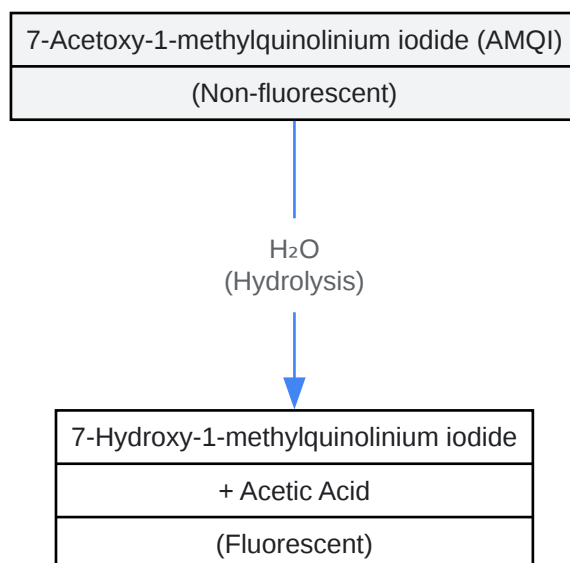 7-Acetoxy-1-methylquinolinium iodide (AMQI)
(Non-fluorescent)
H₂O
(Hydrolysis)
7-Hydroxy-1-methylquinolinium iodide
+ Acetic Acid
(Fluorescent)